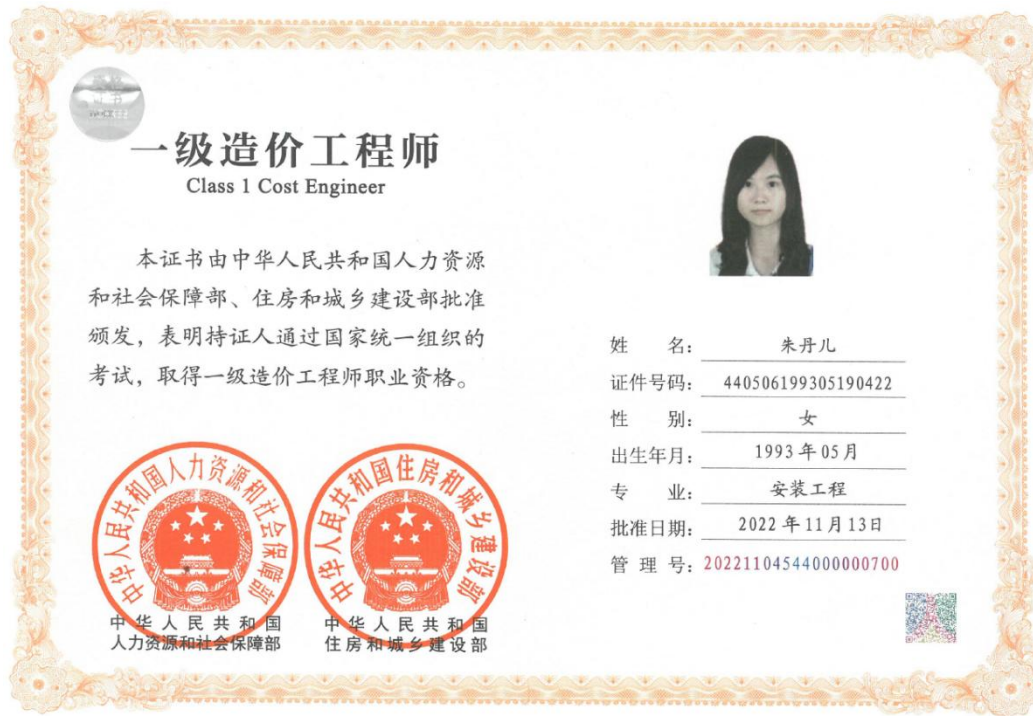 一级造价工程师
Class 1 Cost Engineer
本证书由中华人民共和国人力资源
和社会保障部、住房和城乡建设部批准
颁发，表明持证人通过国家统一组织的
考试，取得一级造价工程师职业资格。
中华人民共和国人力资源和社会保障部
中华人民共和国
人力资源和社会保障部
中华人民共和国住房和城乡建设部
中华人民共和国
住房和城乡建设部
姓 名： 朱丹儿
证件号码： 440506199305190422
性 别： 女
出生年月： 1993年05月
专 业： 安装工程
批准日期： 2022年11月13日
管 理 号： 20221104544000000700